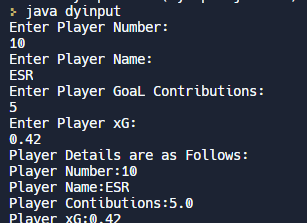 > java dyinput
Enter Player Number:
10
Enter Player Name:
ESR
Enter Player GoaL Contributions:
5
Enter Player xG:
0.42
Player Details are as Follows:
Player Number:10
Player Name:ESR
Player Contibutions:5.0
Player xG:0.42